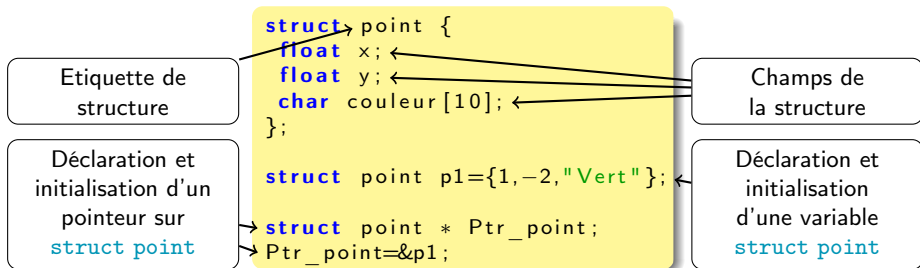 struct point {
float x;
float y;
char couleur[10];
};
struct point p1={1,−2,"Vert"};
struct point * Ptr_point;
Ptr_point=&p1;
Etiquette de
structure
Champs de
la structure
Déclaration et
initialisation d'un
pointeur sur
struct point
Déclaration et
initialisation
d'une variable
struct point